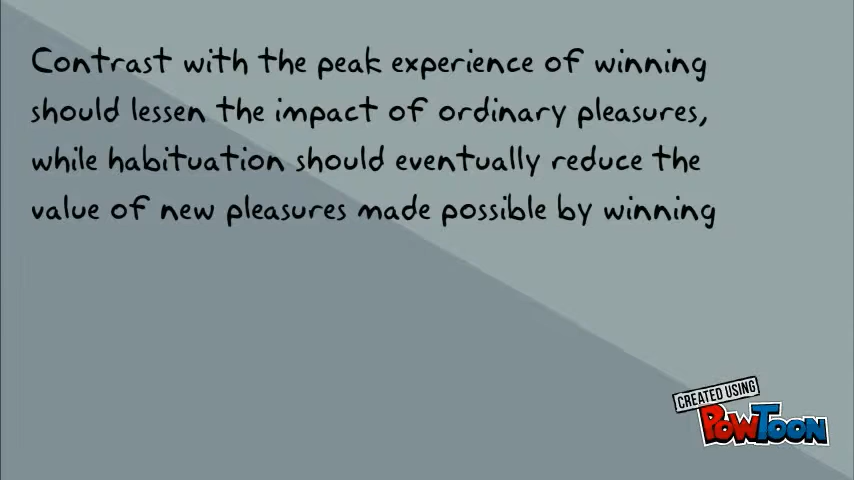 Contrast with the peak experience of winning
should lessen the impact of ordinary pleasures,
while habituation should eventually reduce the
value of new pleasures made possible by winning
CREATED USING
POWTOON